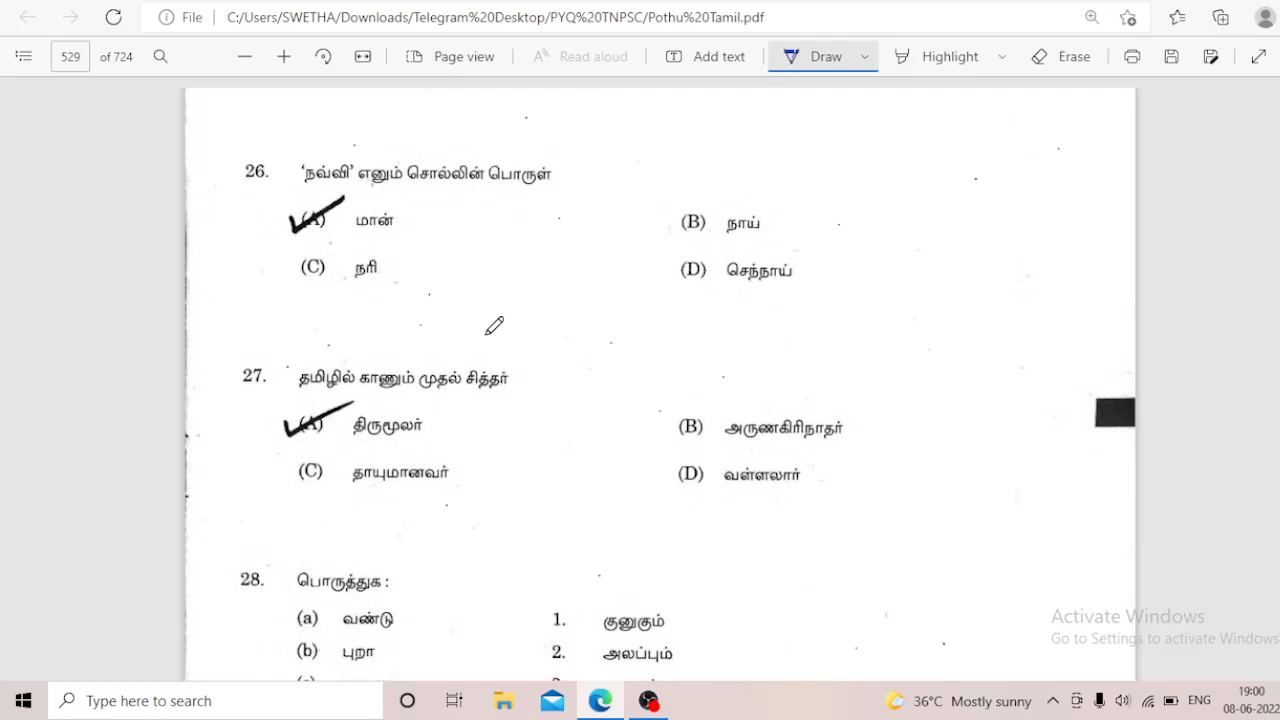 File C:/Users/SWETHA/Downloads/Telegram%20Desktop/PYQ%20TNPSC/Pothu%20Tamil.pdf
529 of 724 Page view Read aloud Add text Draw Highlight Erase
26. 'நவ்வி' எனும் சொல்லின் பொருள்
(A) மான் (B) நாய்
(C) நரி (D) செந்நாய்
27. தமிழில் காணும் முதல் சித்தர்
(A) திருமூலர் (B) அருணகிரிநாதர்
(C) தாயுமானவர் (D) வள்ளலார்
28. பொருத்துக :
(a) வண்டு 1. குனுகும்
(b) புறா 2. அலப்பும்
Activate Windows
Go to Settings to activate Windows
Type here to search 36°C Mostly sunny ENG 19:00
08-06-2022